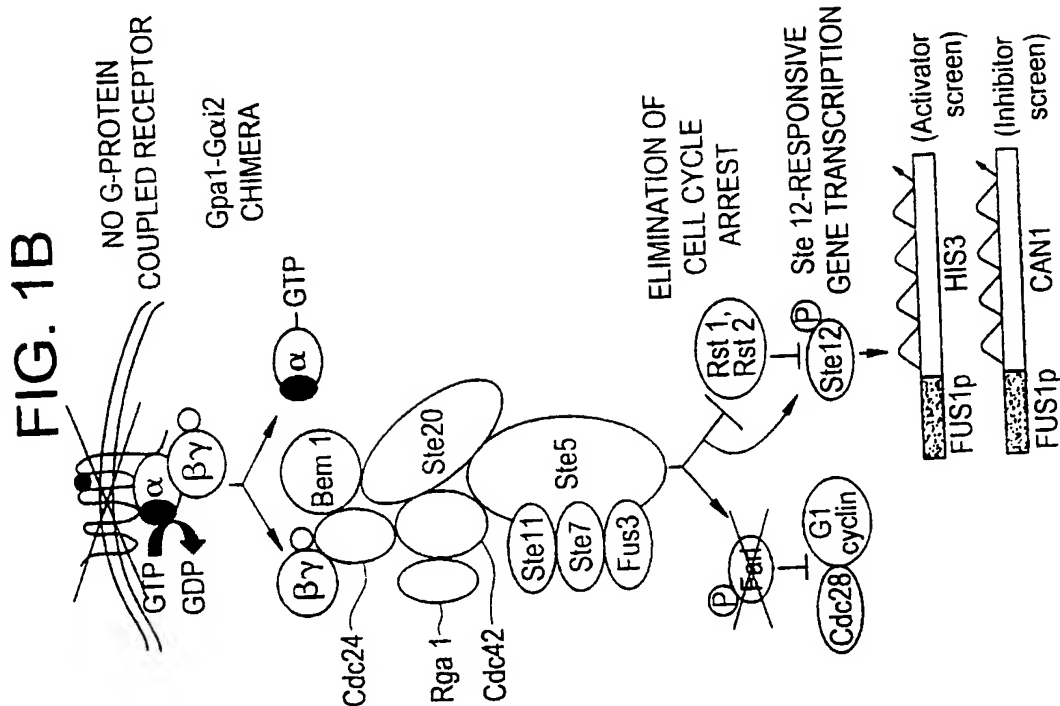 FIG. 1B
NO G-PROTEIN
COUPLED RECEPTOR
α
βγ
GTP
GDP
Gpa1-Gαi2
CHIMERA
α
GTP
βγ
Bem 1
Cdc24
Ste20
Rga 1
Cdc42
Ste5
Ste11
Ste7
Fus3
ELIMINATION OF
CELL CYCLE
ARREST
P
Far1
Cdc28
G1
cyclin
Rst 1,
Rst 2
P
Ste12
Ste 12-RESPONSIVE
GENE TRANSCRIPTION
FUS1p
HIS3
(Activator
screen)
FUS1p
CAN1
(Inhibitor
screen)